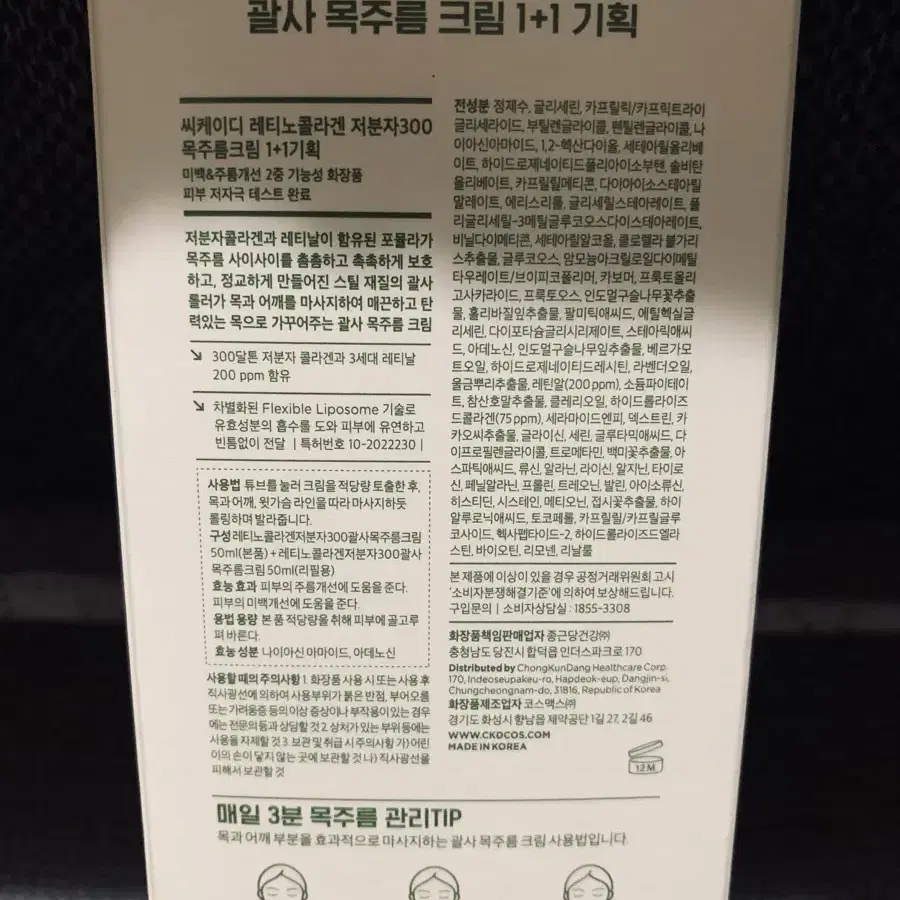 괄사 목주름 크림 1+1 기획
씨케이디 레티노콜라겐 저분자300
목주름크림 1+1기획
미백&주름개선 2중 기능성 화장품
피부 저자극 테스트 완료
저분자콜라겐과 레티날이 함유된 포뮬라가
목주름 사이사이를 촘촘하고 촉촉하게 보호
하고, 정교하게 만들어진 스틸 재질의 괄사
롤러가 목과 어깨를 마사지하여 매끈하고 탄
력있는 목으로 가꾸어주는 괄사 목주름 크림
↘ 300달톤 저분자 콜라겐과 3세대 레티날
200 ppm 함유
↘ 차별화된 Flexible Liposome 기술로
유효성분의 흡수를 도와 피부에 유연하고
빈틈없이 전달 | 특허번호 10-2022230 |
사용법 튜브를 눌러 크림을 적당량 토출한 후,
목과 어깨, 윗가슴 라인을 따라 마사지하듯
롤링하며 발라줍니다.
구성 레티노콜라겐저분자300괄사목주름크림
50ml(본품) + 레티노콜라겐저분자300괄사
목주름크림 50ml(리필용)
효능 효과 피부의 주름개선에 도움을 준다.
피부의 미백개선에 도움을 준다.
용법 용량 본 품 적당량을 취해 피부에 골고루
펴 바른다.
효능 성분 나이아신아마이드, 아데노신
사용할 때의 주의사항 1. 화장품 사용 시 또는 사용 후
직사광선에 의하여 사용부위가 붉은 반점, 부어오름
또는 가려움증 등의 이상 증상이나 부작용이 있는 경우
에는 전문의 등과 상담할 것 2. 상처가 있는 부위 등에는
사용을 자제할 것 3. 보관 및 취급 시 주의사항 가) 어린
이의 손이 닿지 않는 곳에 보관할 것 나) 직사광선을
피해서 보관할 것
전성분 정제수, 글리세린, 카프릴릭/카프릭트라이
글리세라이드, 부틸렌글라이콜, 펜틸렌글라이콜, 나
이아신아마이드, 1,2-헥산다이올, 세테아릴올리베
이트, 하이드로제네이티드폴리아이소부텐, 솔비탄
올리베이트, 카프릴릴메티콘, 다이아이소스테아릴
말레이트, 에리스리톨, 글리세릴스테아레이트, 폴
리글리세릴-3메틸글루코오스다이스테아레이트,
비닐다이메티콘, 세테아릴알코올, 클로렐라 불가리
스추출물, 글루코오스, 암모늄아크릴로일다이메틸
타우레이트/브이피코폴리머, 카보머, 프룩토올리
고사카라이드, 프룩토오스, 인도멀구슬나무꽃추출
물, 홀리바질잎추출물, 팔미틱애씨드, 에틸헥실글
리세린, 다이포타슘글리시리제이트, 스테아릭애씨
드, 아데노신, 인도멀구슬나무잎추출물, 베르가모
트오일, 하이드로제네이티드레시틴, 라벤더오일,
울금뿌리추출물, 레틴알(200 ppm), 소듐파이테이
트, 참산호말추출물, 클레리오일, 하이드롤라이즈
드콜라겐(75 ppm), 세라마이드엔피, 덱스트린, 카
카오씨추출물, 글라이신, 세린, 글루타믹애씨드, 다
이프로필렌글라이콜, 트로메타민, 백미꽃추출물, 아
스파틱애씨드, 류신, 알라닌, 라이신, 알지닌, 타이로
신, 페닐알라닌, 프롤린, 트레오닌, 발린, 아이소류신,
히스티딘, 시스테인, 메티오닌, 접시꽃추출물, 하이
알루로닉애씨드, 토코페롤, 카프릴릴/카프릴글루
코사이드, 헥사펩타이드-2, 하이드롤라이즈드엘라
스틴, 바이오틴, 리모넨, 리날룰
본 제품에 이상이 있을 경우 공정거래위원회 고시
'소비자분쟁해결기준'에 의하여 보상해드립니다.
구입문의 | 소비자상담실 : 1855-3308
화장품책임판매업자 종근당건강㈜
충청남도 당진시 합덕읍 인더스파크로 170
Distributed by ChongKunDang Healthcare Corp.
170, Indeoseupakeu-ro, Hapdeok-eup, Dangjin-si,
Chungcheongnam-do, 31816, Republic of Korea
화장품제조업자 코스맥스㈜
경기도 화성시 향남읍 제약공단 1길 27, 2길 46
WWW.CKDCOS.COM
MADE IN KOREA
12 M
매일 3분 목주름 관리TIP
목과 어깨 부분을 효과적으로 마사지하는 괄사 목주름 크림 사용법입니다.